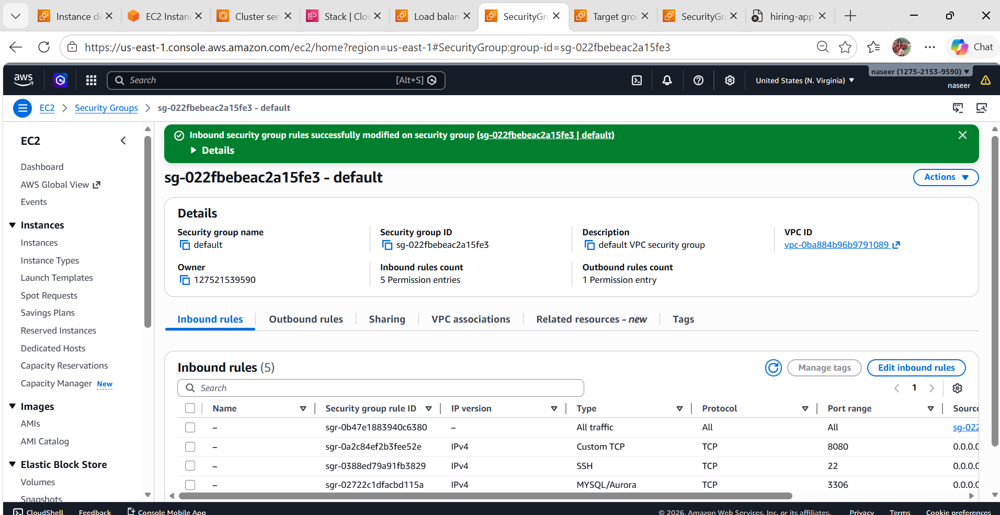 Instance de
EC2 Instan
Cluster ser
Stack | Clou
Load balan
SecurityGr
Target grou
SecurityGr
hiring-app
https://us-east-1.console.aws.amazon.com/ec2/home?region=us-east-1#SecurityGroup:group-id=sg-022fbebeac2a15fe3
Chat
aws
Search
[Alt+S]
United States (N. Virginia)
naseer (1275-2153-9590)
naseer
EC2
Security Groups
sg-022fbebeac2a15fe3 - default
EC2
Dashboard
AWS Global View
Events
Instances
Instances
Instance Types
Launch Templates
Spot Requests
Savings Plans
Reserved Instances
Dedicated Hosts
Capacity Reservations
Capacity Manager New
Images
AMIs
AMI Catalog
Elastic Block Store
Volumes
Snapshots
Inbound security group rules successfully modified on security group (sg-022fbebeac2a15fe3 | default)
Details
sg-022fbebeac2a15fe3 - default
Actions
Details
Security group name
default
Security group ID
sg-022fbebeac2a15fe3
Description
default VPC security group
VPC ID
vpc-0ba884b96b9791089
Owner
127521539590
Inbound rules count
5 Permission entries
Outbound rules count
1 Permission entry
Inbound rules
Outbound rules
Sharing
VPC associations
Related resources - new
Tags
Inbound rules (5)
Manage tags
Edit inbound rules
Search
1
Name Security group rule ID IP version Type Protocol Port range Source
– sgr-0b47e1883940c6380 – All traffic All All sg-022
– sgr-0a2c84ef2b3fee52e IPv4 Custom TCP TCP 8080 0.0.0.0
– sgr-0388ed79a91fb3829 IPv4 SSH TCP 22 0.0.0.0
– sgr-02722c1dfacbd115a IPv4 MYSQL/Aurora TCP 3306 0.0.0.0
CloudShell
Feedback
Console Mobile App
© 2026, Amazon Web Services, Inc. or its affiliates.
Privacy
Terms
Cookie preferences